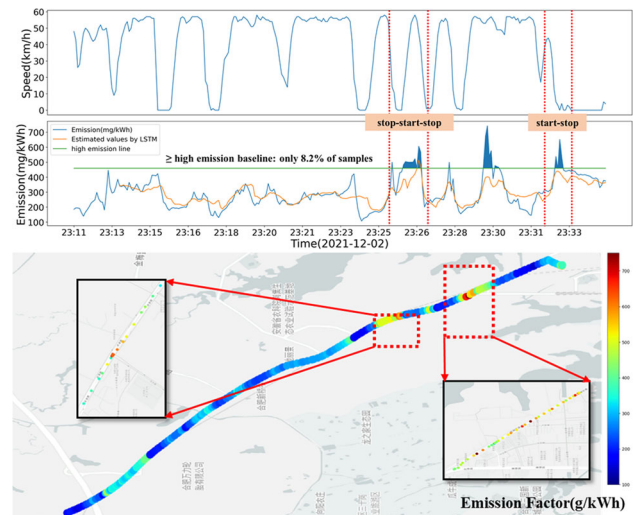 60
50
40
30
20
10
0
Speed(km/h)
stop-start-stop
start-stop
Emission(mg/kWh)
Estimated values by LSTM
high emission line
≥ high emission baseline: only 8.2% of samples
700
600
500
400
300
200
100
Emission(mg/kWh)
23:11 23:12 23:15 23:17 23:18 23:20 23:21 23:24 23:25 23:26 23:28 23:30 23:31 23:33
Time(2021-12-02)
700
600
500
400
300
200
100
Emission Factor(g/kWh)